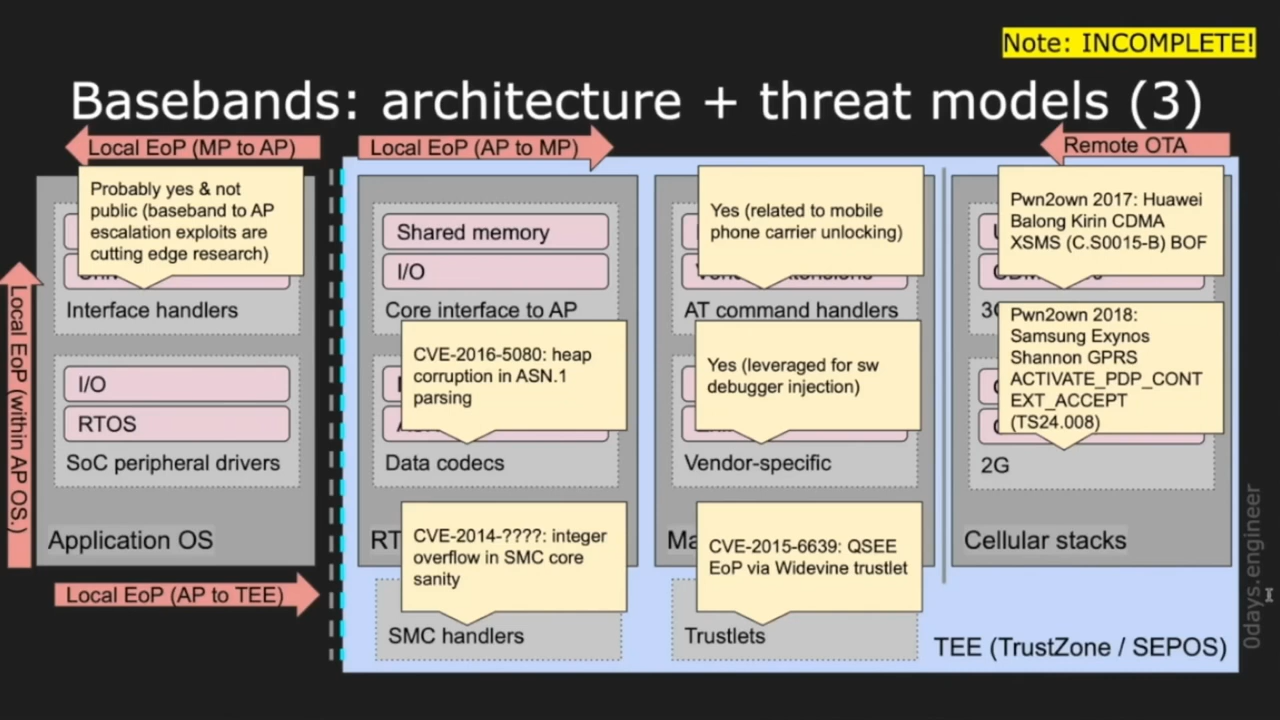 Note: INCOMPLETE!
Basebands: architecture + threat models (3)
Local EoP (MP to AP)
Local EoP (AP to MP)
Remote OTA
Probably yes & not
public (baseband to AP
escalation exploits are
cutting edge research)
Interface handlers
I/O
RTOS
SoC peripheral drivers
Application OS
Local EoP (within AP OS.)
Local EoP (AP to TEE)
Shared memory
I/O
Core interface to AP
CVE-2016-5080: heap
corruption in ASN.1
parsing
Data codecs
RT
CVE-2014-????: integer
overflow in SMC core
sanity
SMC handlers
Yes (related to mobile
phone carrier unlocking)
AT command handlers
Yes (leveraged for sw
debugger injection)
Vendor-specific
Ma
CVE-2015-6639: QSEE
EoP via Widevine trustlet
Trustlets
Pwn2own 2017: Huawei
Balong Kirin CDMA
XSMS (C.S0015-B) BOF
Pwn2own 2018:
Samsung Exynos
Shannon GPRS
ACTIVATE_PDP_CONT
EXT_ACCEPT
(TS24.008)
2G
Cellular stacks
TEE (TrustZone / SEPOS)
0days.engineer